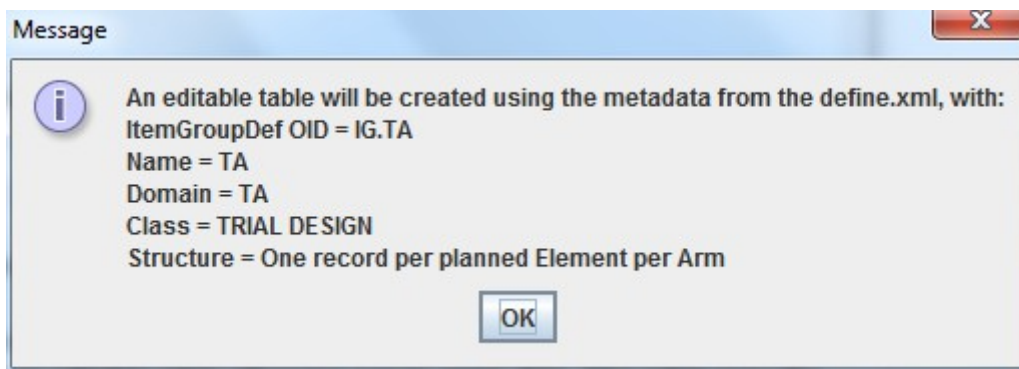 Message
An editable table will be created using the metadata from the define.xml, with:
ItemGroupDef OID = IG.TA
Name = TA
Domain = TA
Class = TRIAL DESIGN
Structure = One record per planned Element per Arm
OK